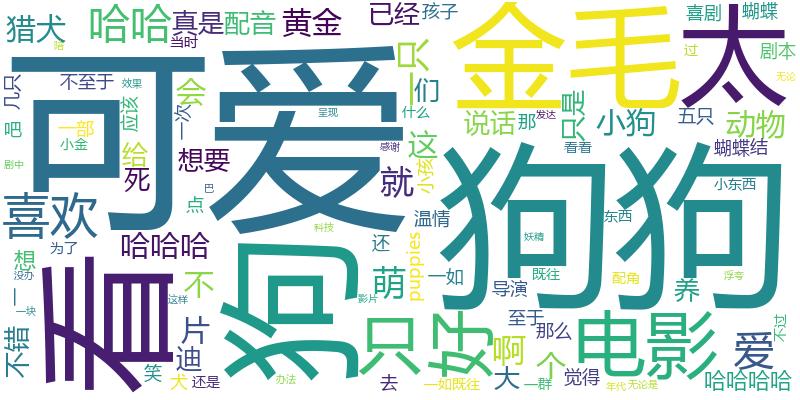 猎犬
哈哈
真是
配音
黄金
已经
孩子
当时
喜剧
蝴蝶
可爱
金毛
太
过
剧本
无论
哈
几只
不至于
效果
会
一次
一只
们
呈现
什么
吧
一部
应该
小金
给
想要
感谢
这
说话
那
发达
只是
小狗
五只
动物
看看
剧中
死
就
小孩
狗狗
蝴蝶结
小东西
喜欢
点
巴
温情
东西
哈哈哈
科技
还
妖精
想
为了
看
不
狗
萌
puppies
一如
既往
配角
浮夸
没办
导演
养
一块
这样
影片
二
不错
片
迪
只
好
至于
那么
电影
不过
爱
笑
啊
个
犬
还是
办法
去
一如既往
大
一群
觉得
年代
无论是
哈哈哈哈